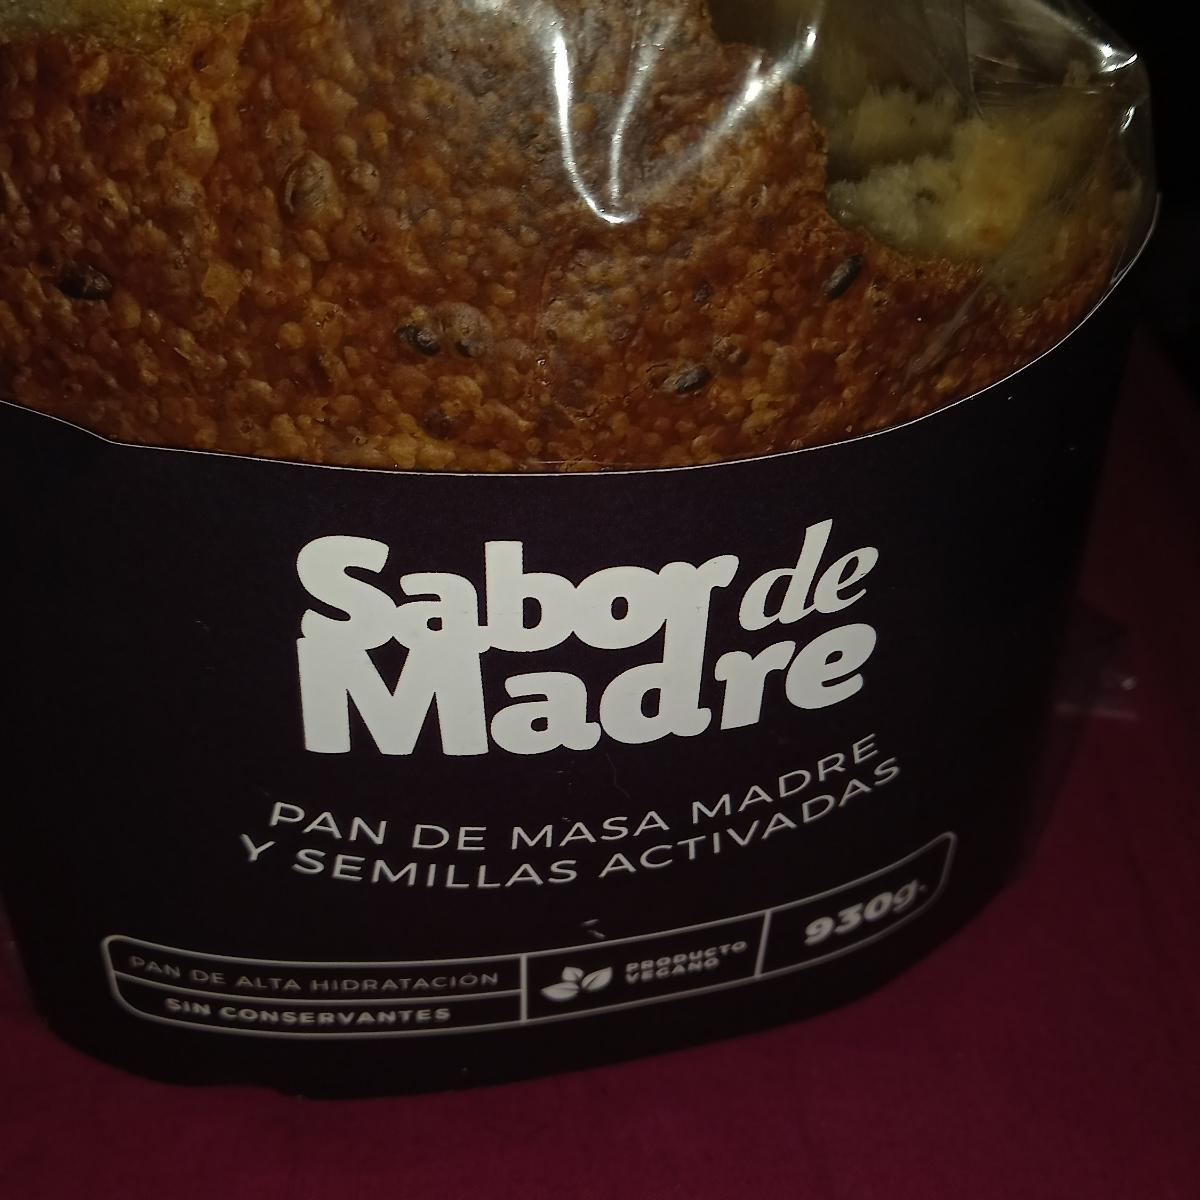 Sabor de
Madre
PAN DE MASA MADRE
Y SEMILLAS ACTIVADAS
PAN DE ALTA HIDRATACIÓN
SIN CONSERVANTES
PRODUCTO
VEGANO
930g.